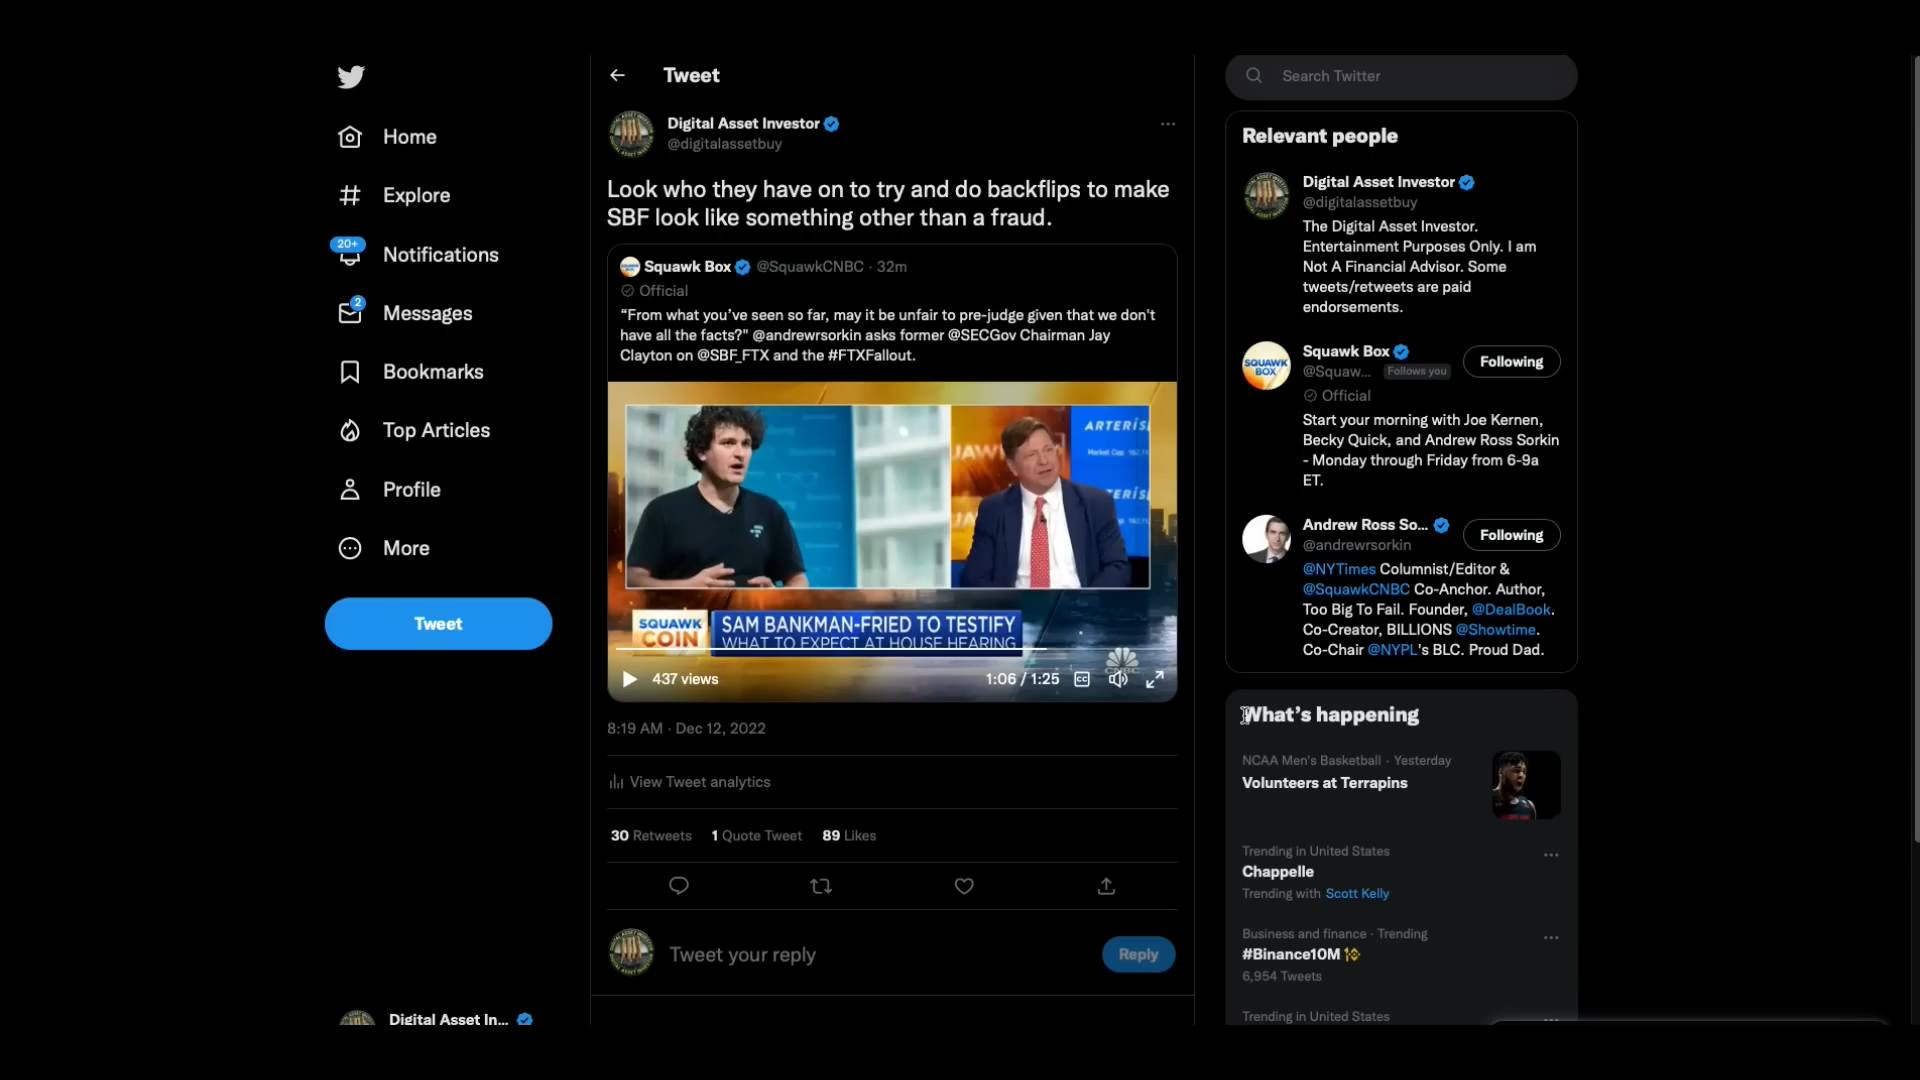 Home
Explore
20+
Notifications
2
Messages
Bookmarks
Top Articles
Profile
More
Tweet
Digital Asset In...
Tweet
Digital Asset Investor
@digitalassetbuy
Look who they have on to try and do backflips to make
SBF look like something other than a fraud.
Squawk Box @SquawkCNBC · 32m
Official
“From what you’ve seen so far, may it be unfair to pre-judge given that we don't
have all the facts?" @andrewrsorkin asks former @SECGov Chairman Jay
Clayton on @SBF_FTX and the #FTXFallout.
ARTERIS
Market Cap
SQUAWK
COIN
SAM BANKMAN-FRIED TO TESTIFY
WHAT TO EXPECT AT HOUSE HEARING
CNBC
437 views
1:06 / 1:25
CC
8:19 AM · Dec 12, 2022
View Tweet analytics
30 Retweets 1 Quote Tweet 89 Likes
Tweet your reply
Reply
Search Twitter
Relevant people
Digital Asset Investor
@digitalassetbuy
The Digital Asset Investor.
Entertainment Purposes Only. I am
Not A Financial Advisor. Some
tweets/retweets are paid
endorsements.
SQUAWK
BOX
Squawk Box
@Squaw... Follows you
Following
Official
Start your morning with Joe Kernen,
Becky Quick, and Andrew Ross Sorkin
- Monday through Friday from 6-9a
ET.
Andrew Ross So...
@andrewrsorkin
Following
@NYTimes Columnist/Editor &
@SquawkCNBC Co-Anchor. Author,
Too Big To Fail. Founder, @DealBook.
Co-Creator, BILLIONS @Showtime.
Co-Chair @NYPL's BLC. Proud Dad.
What’s happening
NCAA Men's Basketball · Yesterday
Volunteers at Terrapins
Trending in United States
Chappelle
Trending with Scott Kelly
Business and finance · Trending
#Binance10M
6,954 Tweets
Trending in United States